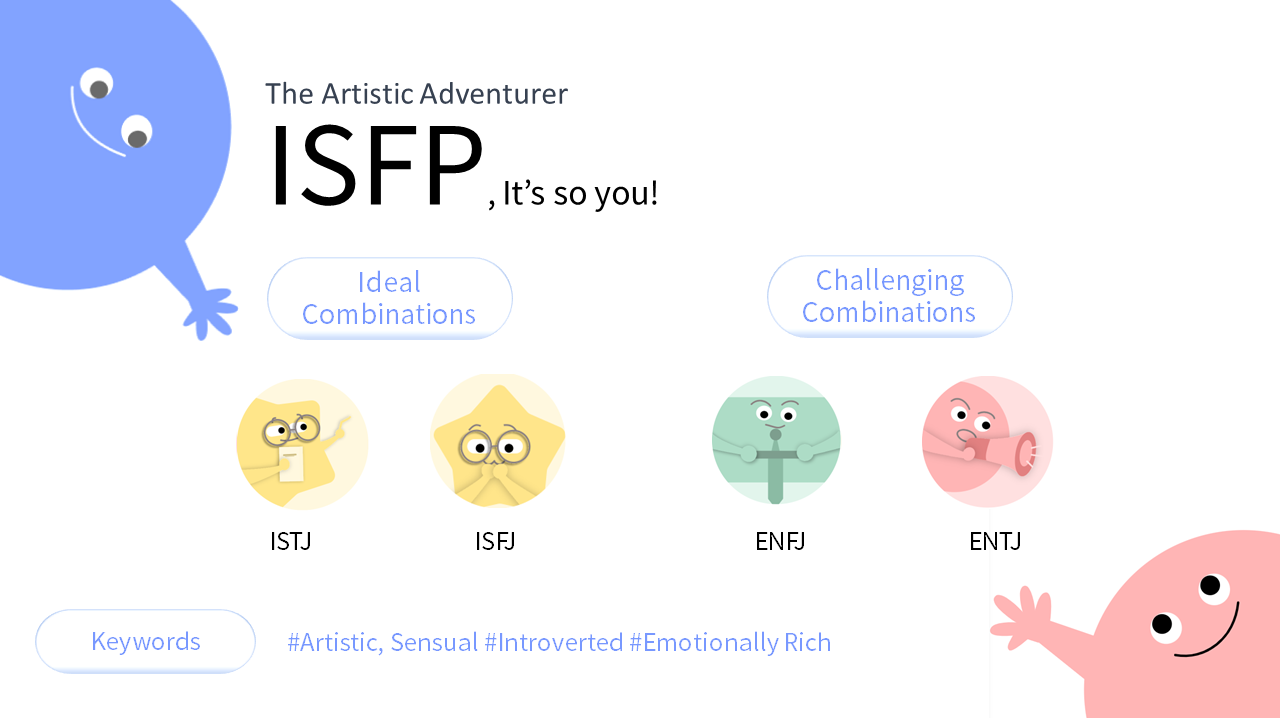 The Artistic Adventurer
ISFP, It’s so you!
Ideal
Combinations
Challenging
Combinations
ISTJ
ISFJ
ENFJ
ENTJ
Keywords
#Artistic, Sensual #Introverted #Emotionally Rich